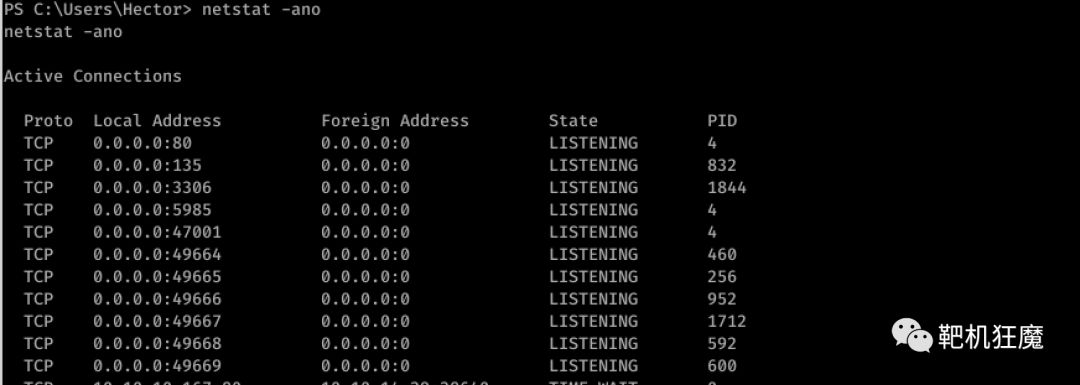 PS C:\Users\Hector> netstat -ano
netstat -ano
Active Connections
Proto  Local Address          Foreign Address        State           PID
TCP    0.0.0.0:80             0.0.0.0:0              LISTENING       4
TCP    0.0.0.0:135            0.0.0.0:0              LISTENING       832
TCP    0.0.0.0:3306           0.0.0.0:0              LISTENING       1844
TCP    0.0.0.0:5985           0.0.0.0:0              LISTENING       4
TCP    0.0.0.0:47001          0.0.0.0:0              LISTENING       4
TCP    0.0.0.0:49664          0.0.0.0:0              LISTENING       460
TCP    0.0.0.0:49665          0.0.0.0:0              LISTENING       256
TCP    0.0.0.0:49666          0.0.0.0:0              LISTENING       952
TCP    0.0.0.0:49667          0.0.0.0:0              LISTENING       1712
TCP    0.0.0.0:49668          0.0.0.0:0              LISTENING       592
TCP    0.0.0.0:49669          0.0.0.0:0              LISTENING       600
靶机狂魔